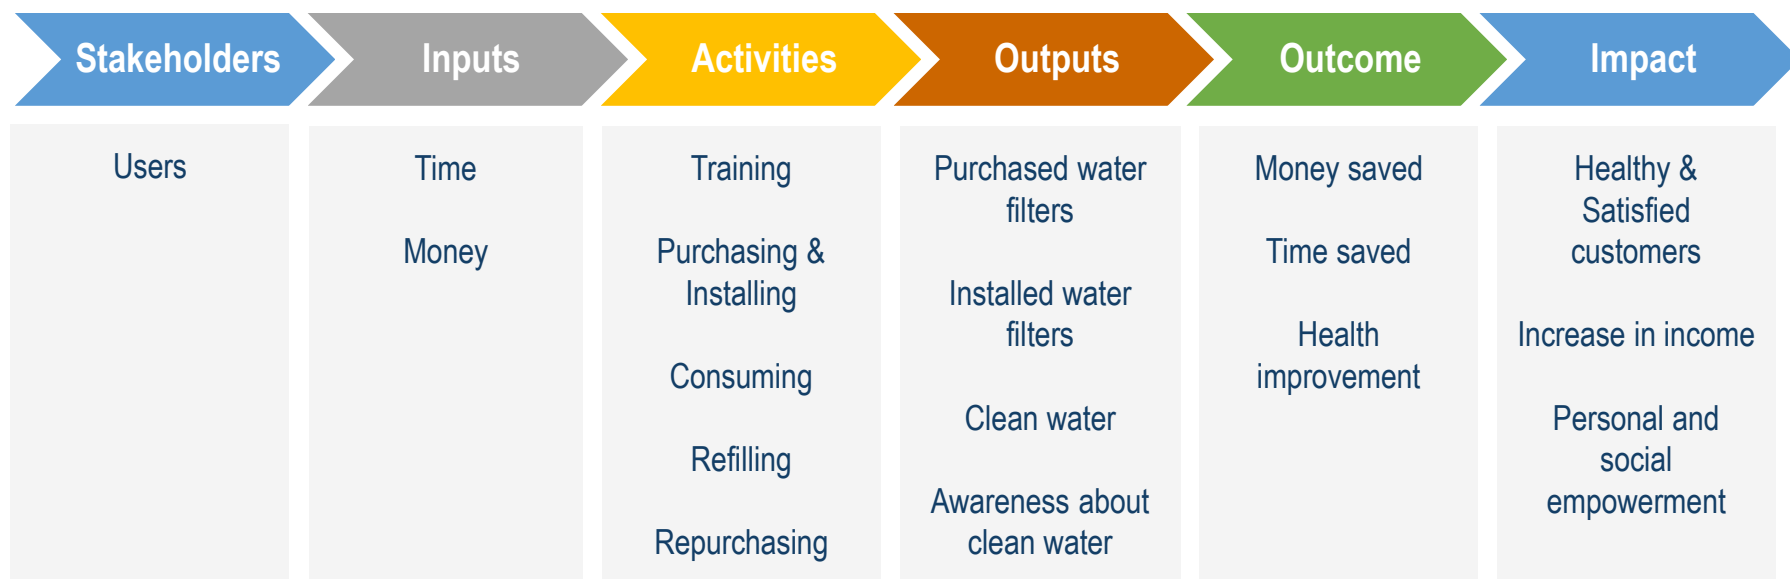 Stakeholders
Inputs
Activities
Outputs
Outcome
Impact
Users
Time
Money
Training
Purchasing &
Installing
Consuming
Refilling
Repurchasing
Purchased water
filters
Installed water
filters
Clean water
Awareness about
clean water
Money saved
Time saved
Health
improvement
Healthy &
Satisfied
customers
Increase in income
Personal and
social
empowerment